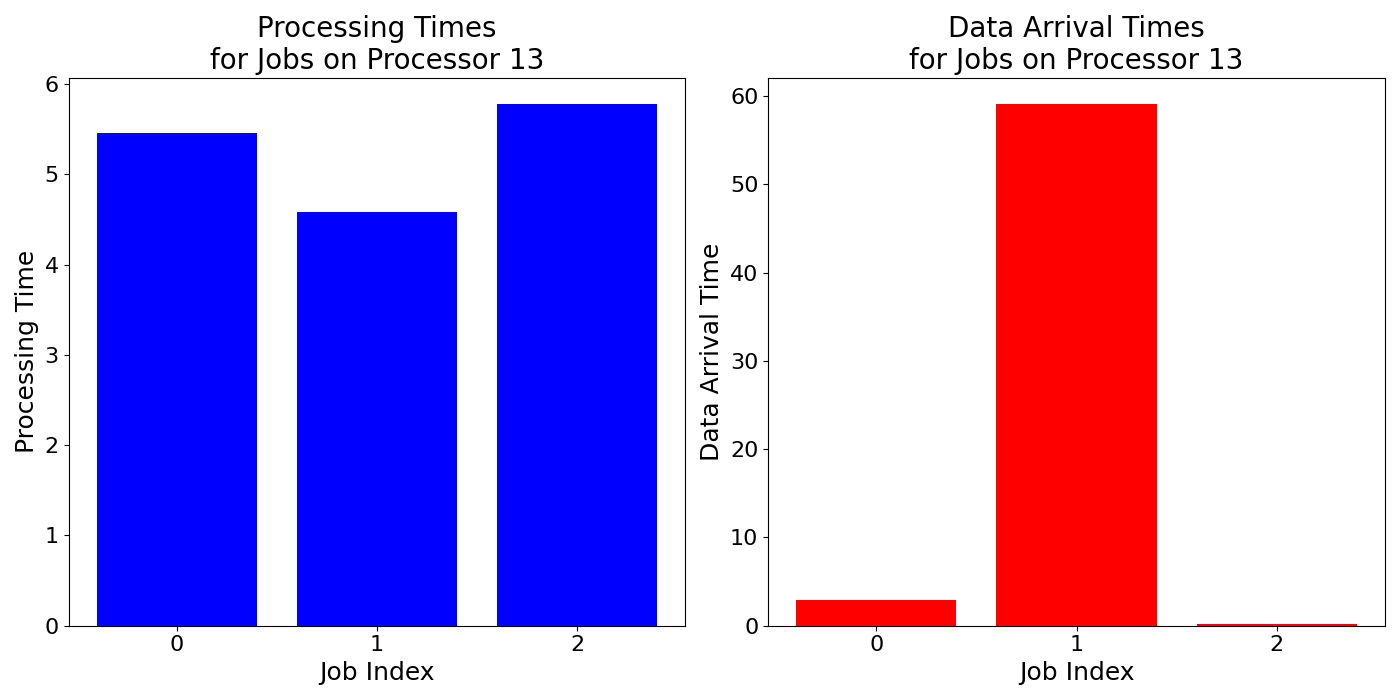 Processing Times
for Jobs on Processor 13
6
5
4
3
2
1
0
Processing Time
0 1 2
Job Index
Data Arrival Times
for Jobs on Processor 13
60
50
40
30
20
10
0
Data Arrival Time
0 1 2
Job Index